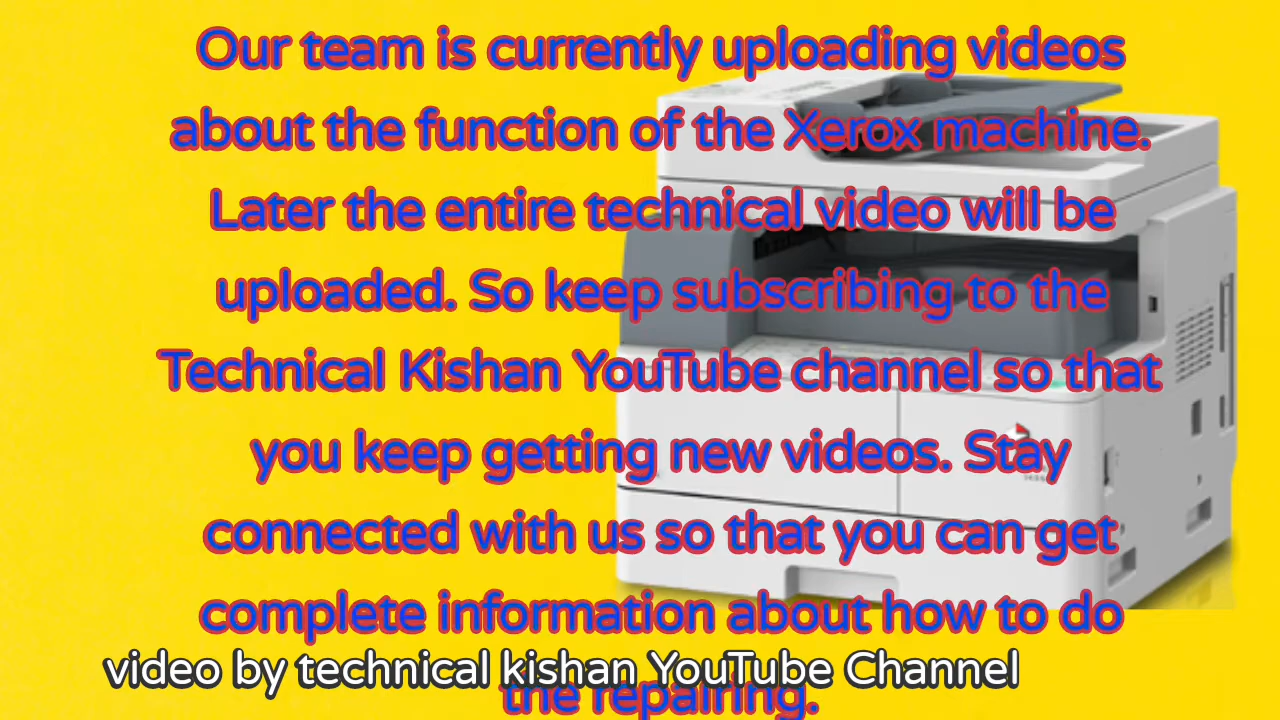 Our team is currently uploading videos
about the function of the Xerox machine.
Later the entire technical video will be
uploaded. So keep subscribing to the
Technical Kishan YouTube channel so that
you keep getting new videos. Stay
connected with us so that you can get
complete information about how to do
video by technical kishan YouTube Channel
the repairing.